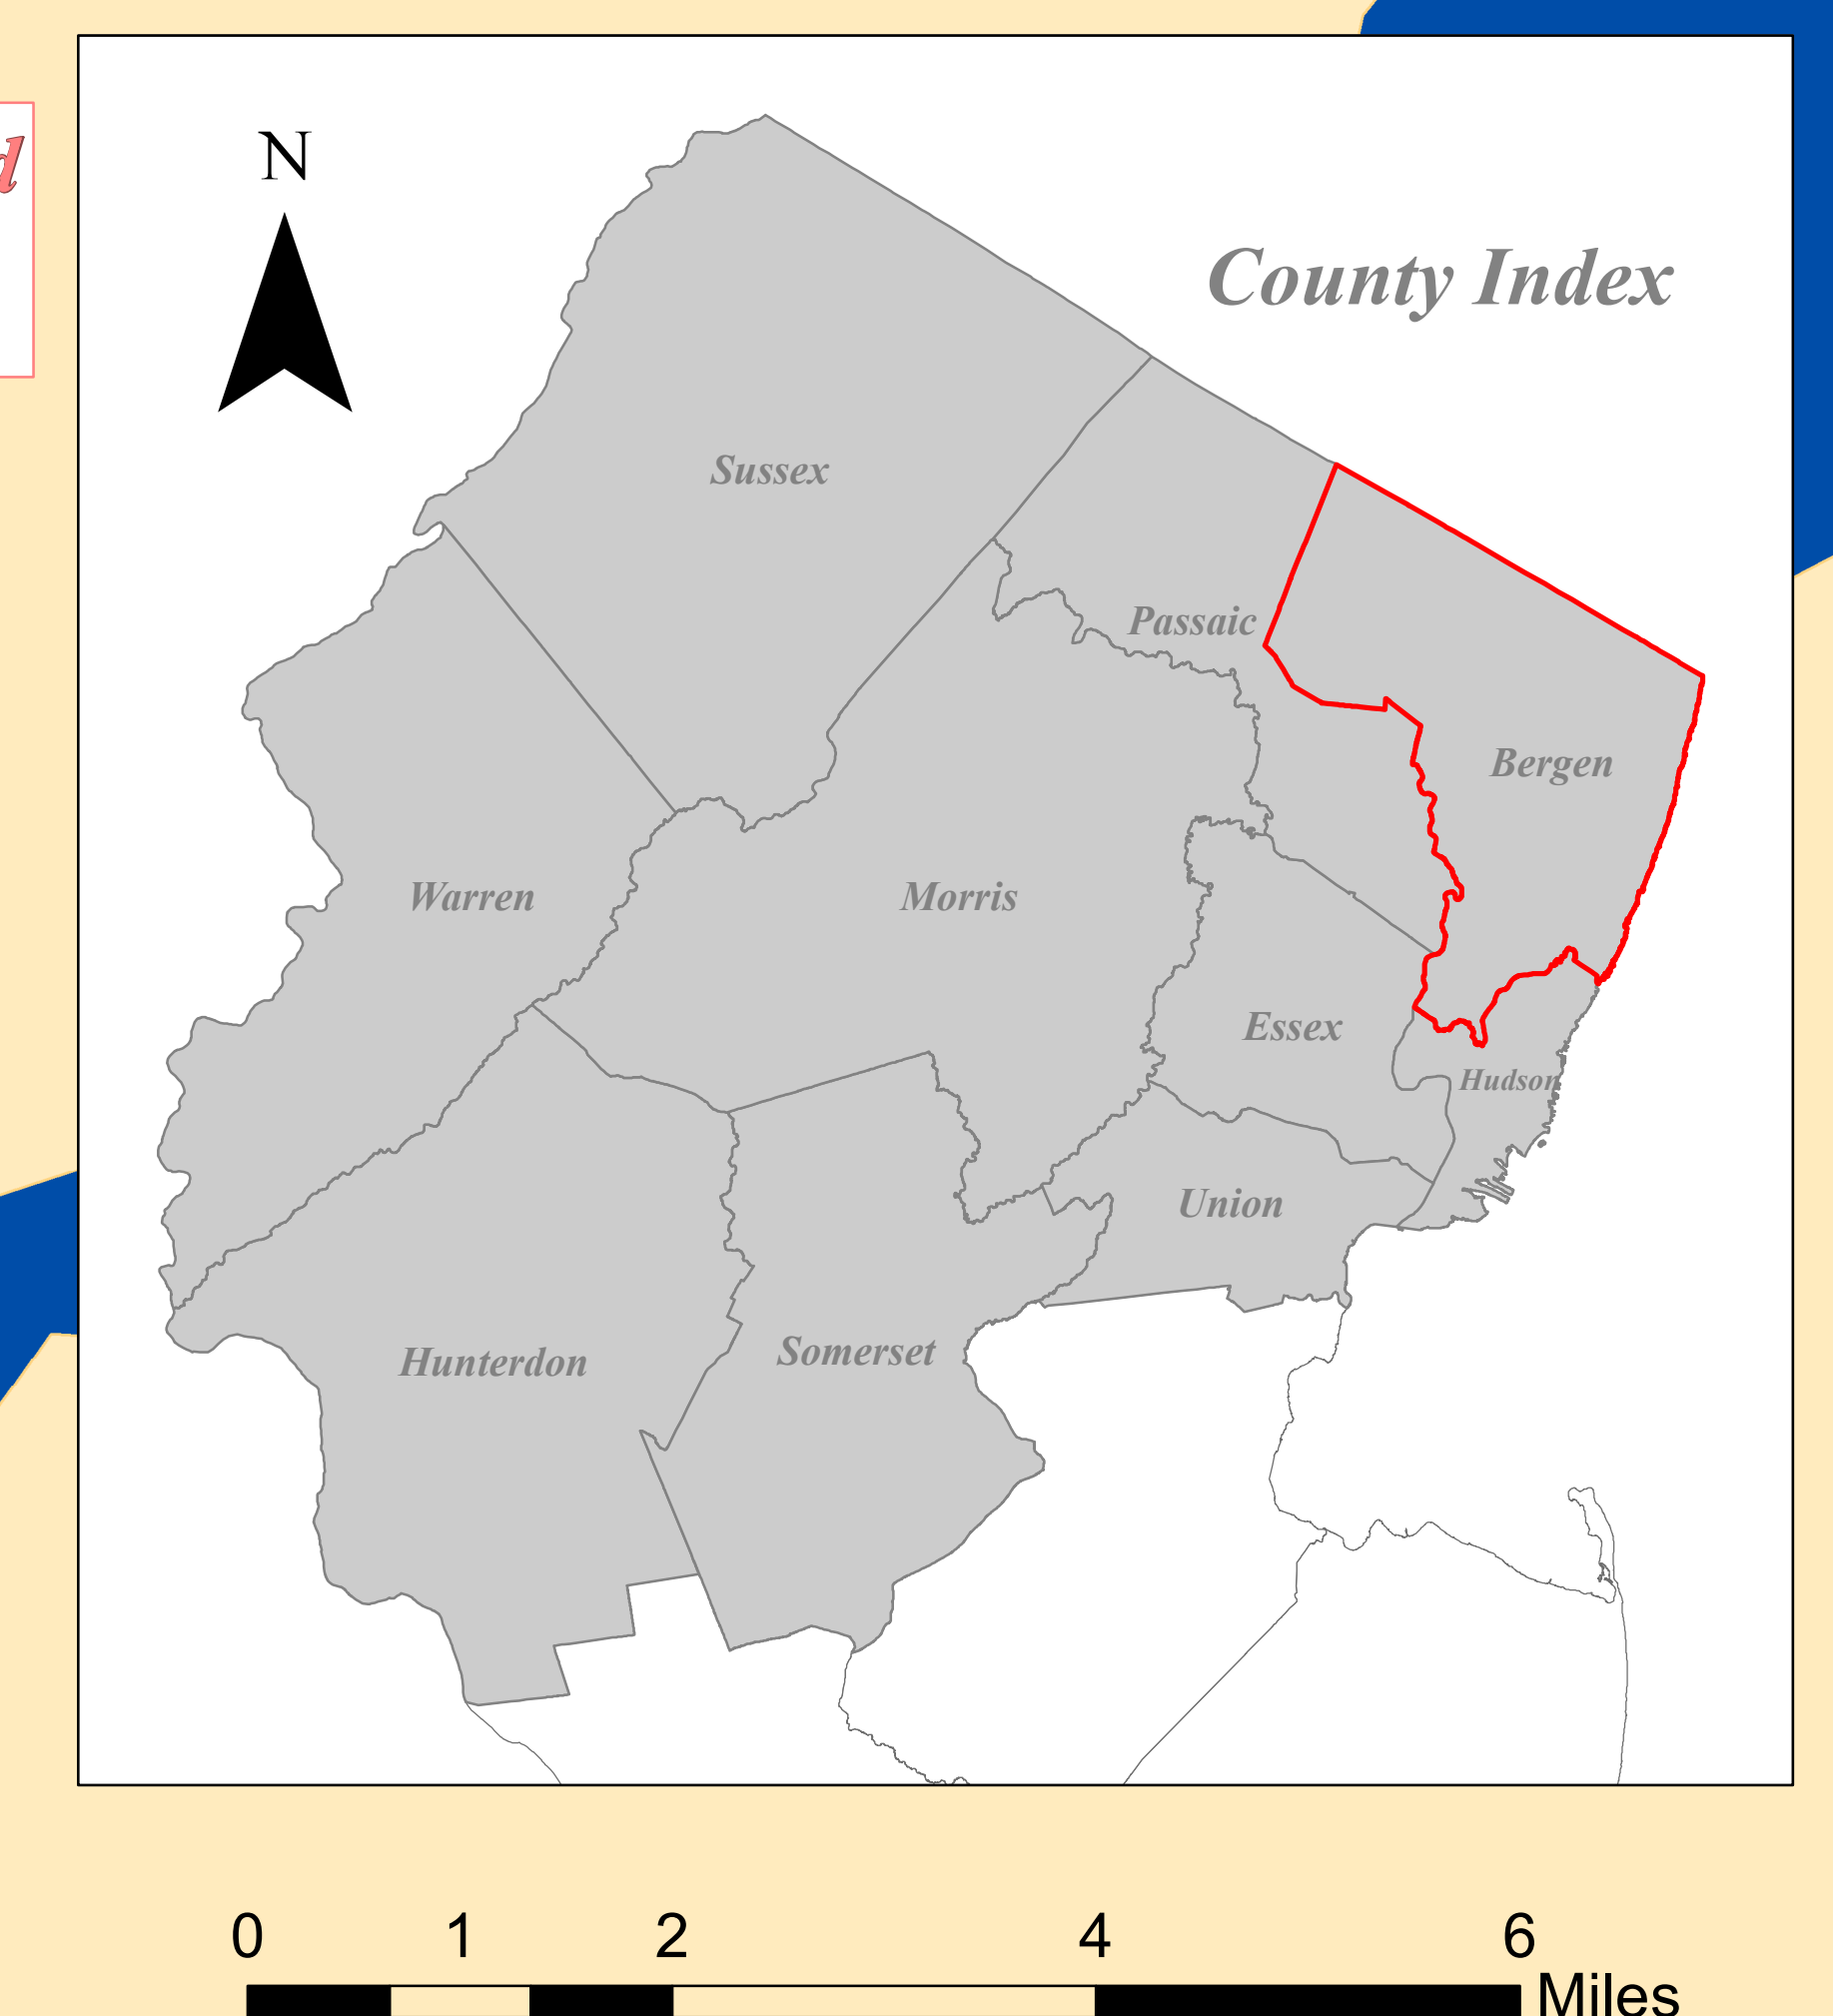 N
County Index
Sussex
Passaic
Bergen
Warren
Morris
Essex
Hudson
Union
Somerset
Hunterdon
0 1 2 4 6
Miles